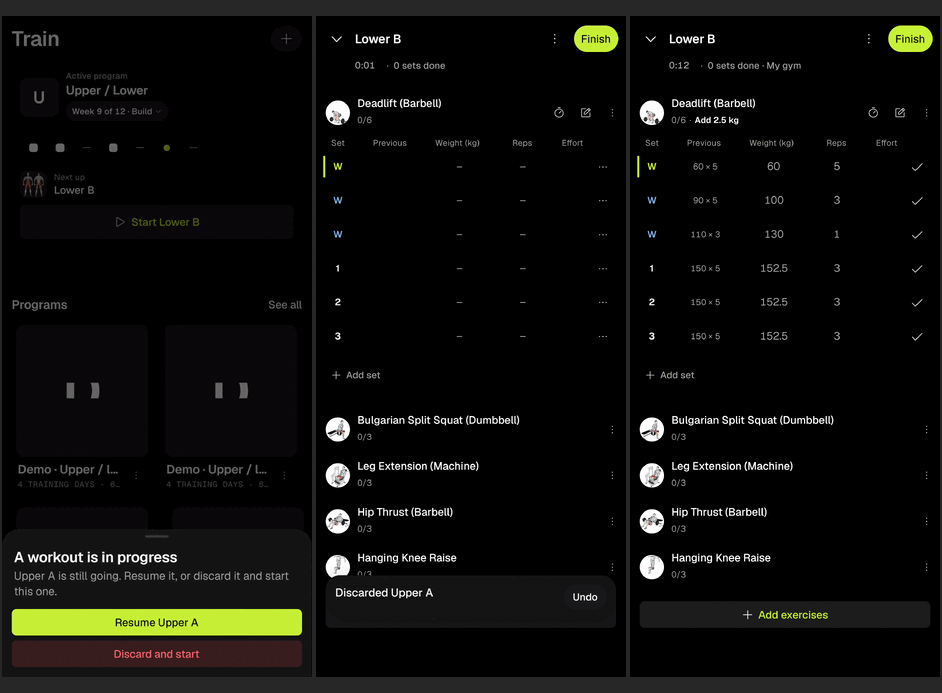 Train
U
Active program
Upper / Lower
Week 9 of 12 · Build
Next up
Lower B
Start Lower B
Programs
See all
Demo · Upper / l...
4 TRAINING DAYS · 6...
Demo · Upper / l...
4 TRAINING DAYS · 6...
A workout is in progress
Upper A is still going. Resume it, or discard it and start
this one.
Resume Upper A
Discard and start
Lower B
Finish
0:01 · 0 sets done
Deadlift (Barbell)
0/6
Set Previous Weight (kg) Reps Effort
W – – ...
W – – ...
W – – ...
1 – – ...
2 – – ...
3 – – ...
+ Add set
Bulgarian Split Squat (Dumbbell)
0/3
Leg Extension (Machine)
0/3
Hip Thrust (Barbell)
0/3
Hanging Knee Raise
0/3
Discarded Upper A
Undo
Lower B
Finish
0:12 · 0 sets done · My gym
Deadlift (Barbell)
0/6 · Add 2.5 kg
Set Previous Weight (kg) Reps Effort
W 60 × 5 60 5
W 90 × 5 100 3
W 110 × 3 130 1
1 150 × 5 152.5 3
2 150 × 5 152.5 3
3 150 × 5 152.5 3
+ Add set
Bulgarian Split Squat (Dumbbell)
0/3
Leg Extension (Machine)
0/3
Hip Thrust (Barbell)
0/3
Hanging Knee Raise
0/3
+ Add exercises